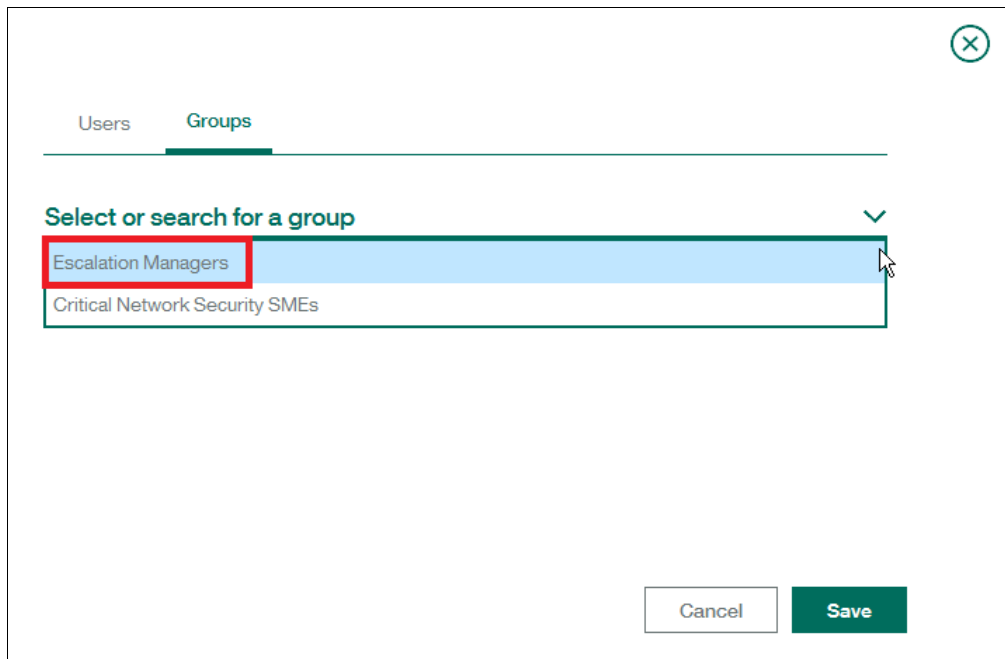 Users Groups
Select or search for a group
Escalation Managers
Critical Network Security SMEs
Cancel Save